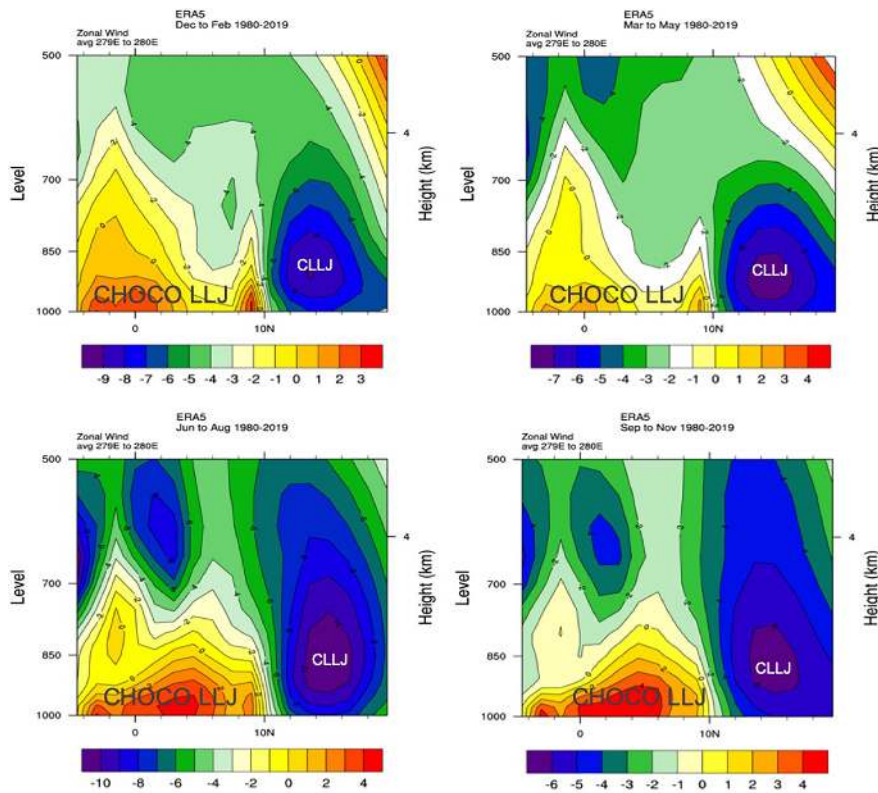 ERA5
Dec to Feb 1980-2019
Zonal Wind
avg 279E to 280E
500
700
850
1000
Level
4
Height (km)
CLLJ
CHOCO LLJ
0 10N
-9 -8 -7 -6 -5 -4 -3 -2 -1 0 1 2 3
ERA5
Mar to May 1980-2019
Zonal Wind
avg 279E to 280E
500
700
850
1000
Level
4
Height (km)
CLLJ
CHOCO LLJ
0 10N
-7 -6 -5 -4 -3 -2 -1 0 1 2 3 4
ERA5
Jun to Aug 1980-2019
Zonal Wind
avg 279E to 280E
500
700
850
1000
Level
4
Height (km)
CLLJ
CHOCO LLJ
0 10N
-10 -8 -6 -4 -2 0 2 4
ERA5
Sep to Nov 1980-2019
Zonal Wind
avg 279E to 280E
500
700
850
1000
Level
4
Height (km)
CLLJ
CHOCO LLJ
0 10N
-6 -5 -4 -3 -2 -1 0 1 2 3 4